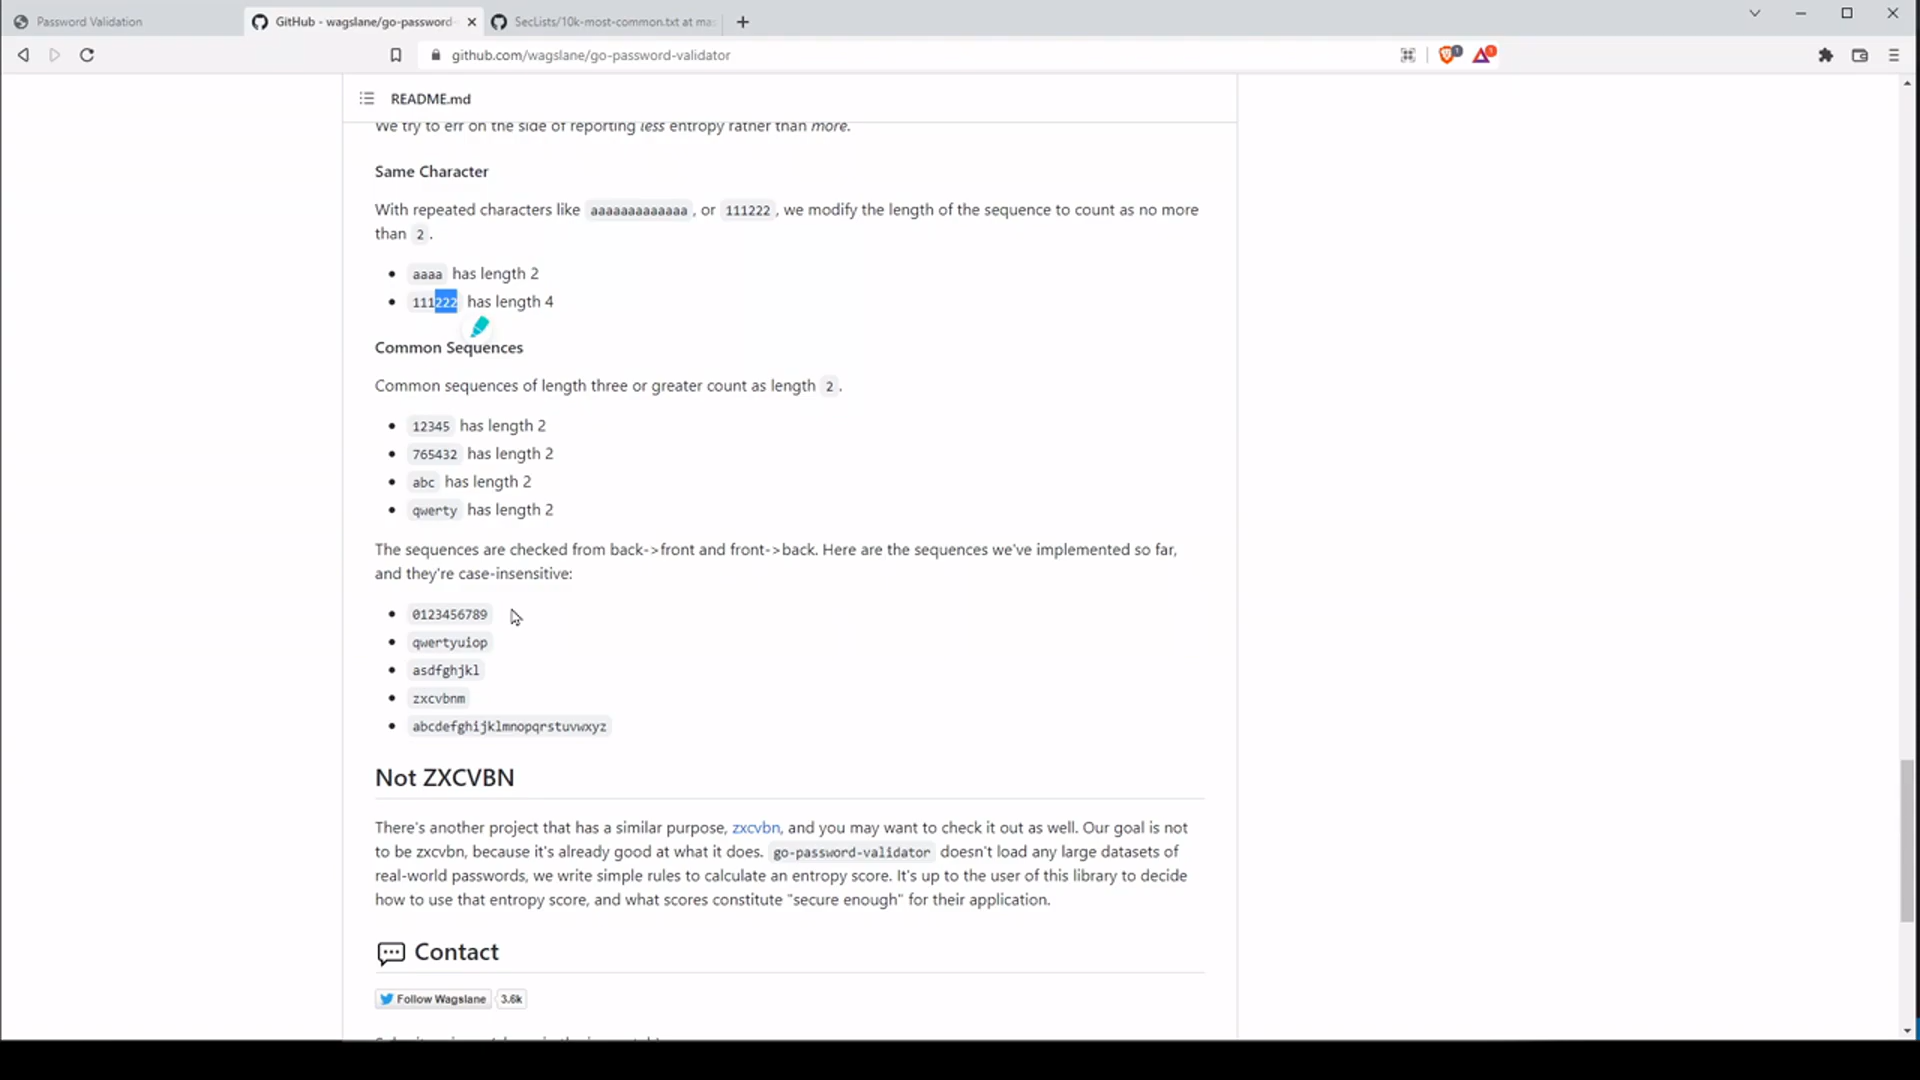 Password Validation
GitHub - wagslane/go-password-
SecLists/10k-most-common.txt at mas
github.com/wagslane/go-password-validator
1
1
README.md
We try to err on the side of reporting less entropy rather than more.
Same Character
With repeated characters like aaaaaaaaaaaaa, or 111222, we modify the length of the sequence to count as no more
than 2.
• aaaa has length 2
• 111222 has length 4
Common Sequences
Common sequences of length three or greater count as length 2.
• 12345 has length 2
• 765432 has length 2
• abc has length 2
• qwerty has length 2
The sequences are checked from back->front and front->back. Here are the sequences we've implemented so far,
and they're case-insensitive:
• 0123456789
• qwertyuiop
• asdfghjkl
• zxcvbnm
• abcdefghijklmnopqrstuvwxyz
Not ZXCVBN
There's another project that has a similar purpose, zxcvbn, and you may want to check it out as well. Our goal is not
to be zxcvbn, because it's already good at what it does. go-password-validator doesn't load any large datasets of
real-world passwords, we write simple rules to calculate an entropy score. It's up to the user of this library to decide
how to use that entropy score, and what scores constitute "secure enough" for their application.
Contact
Follow Wagslane 3.6k